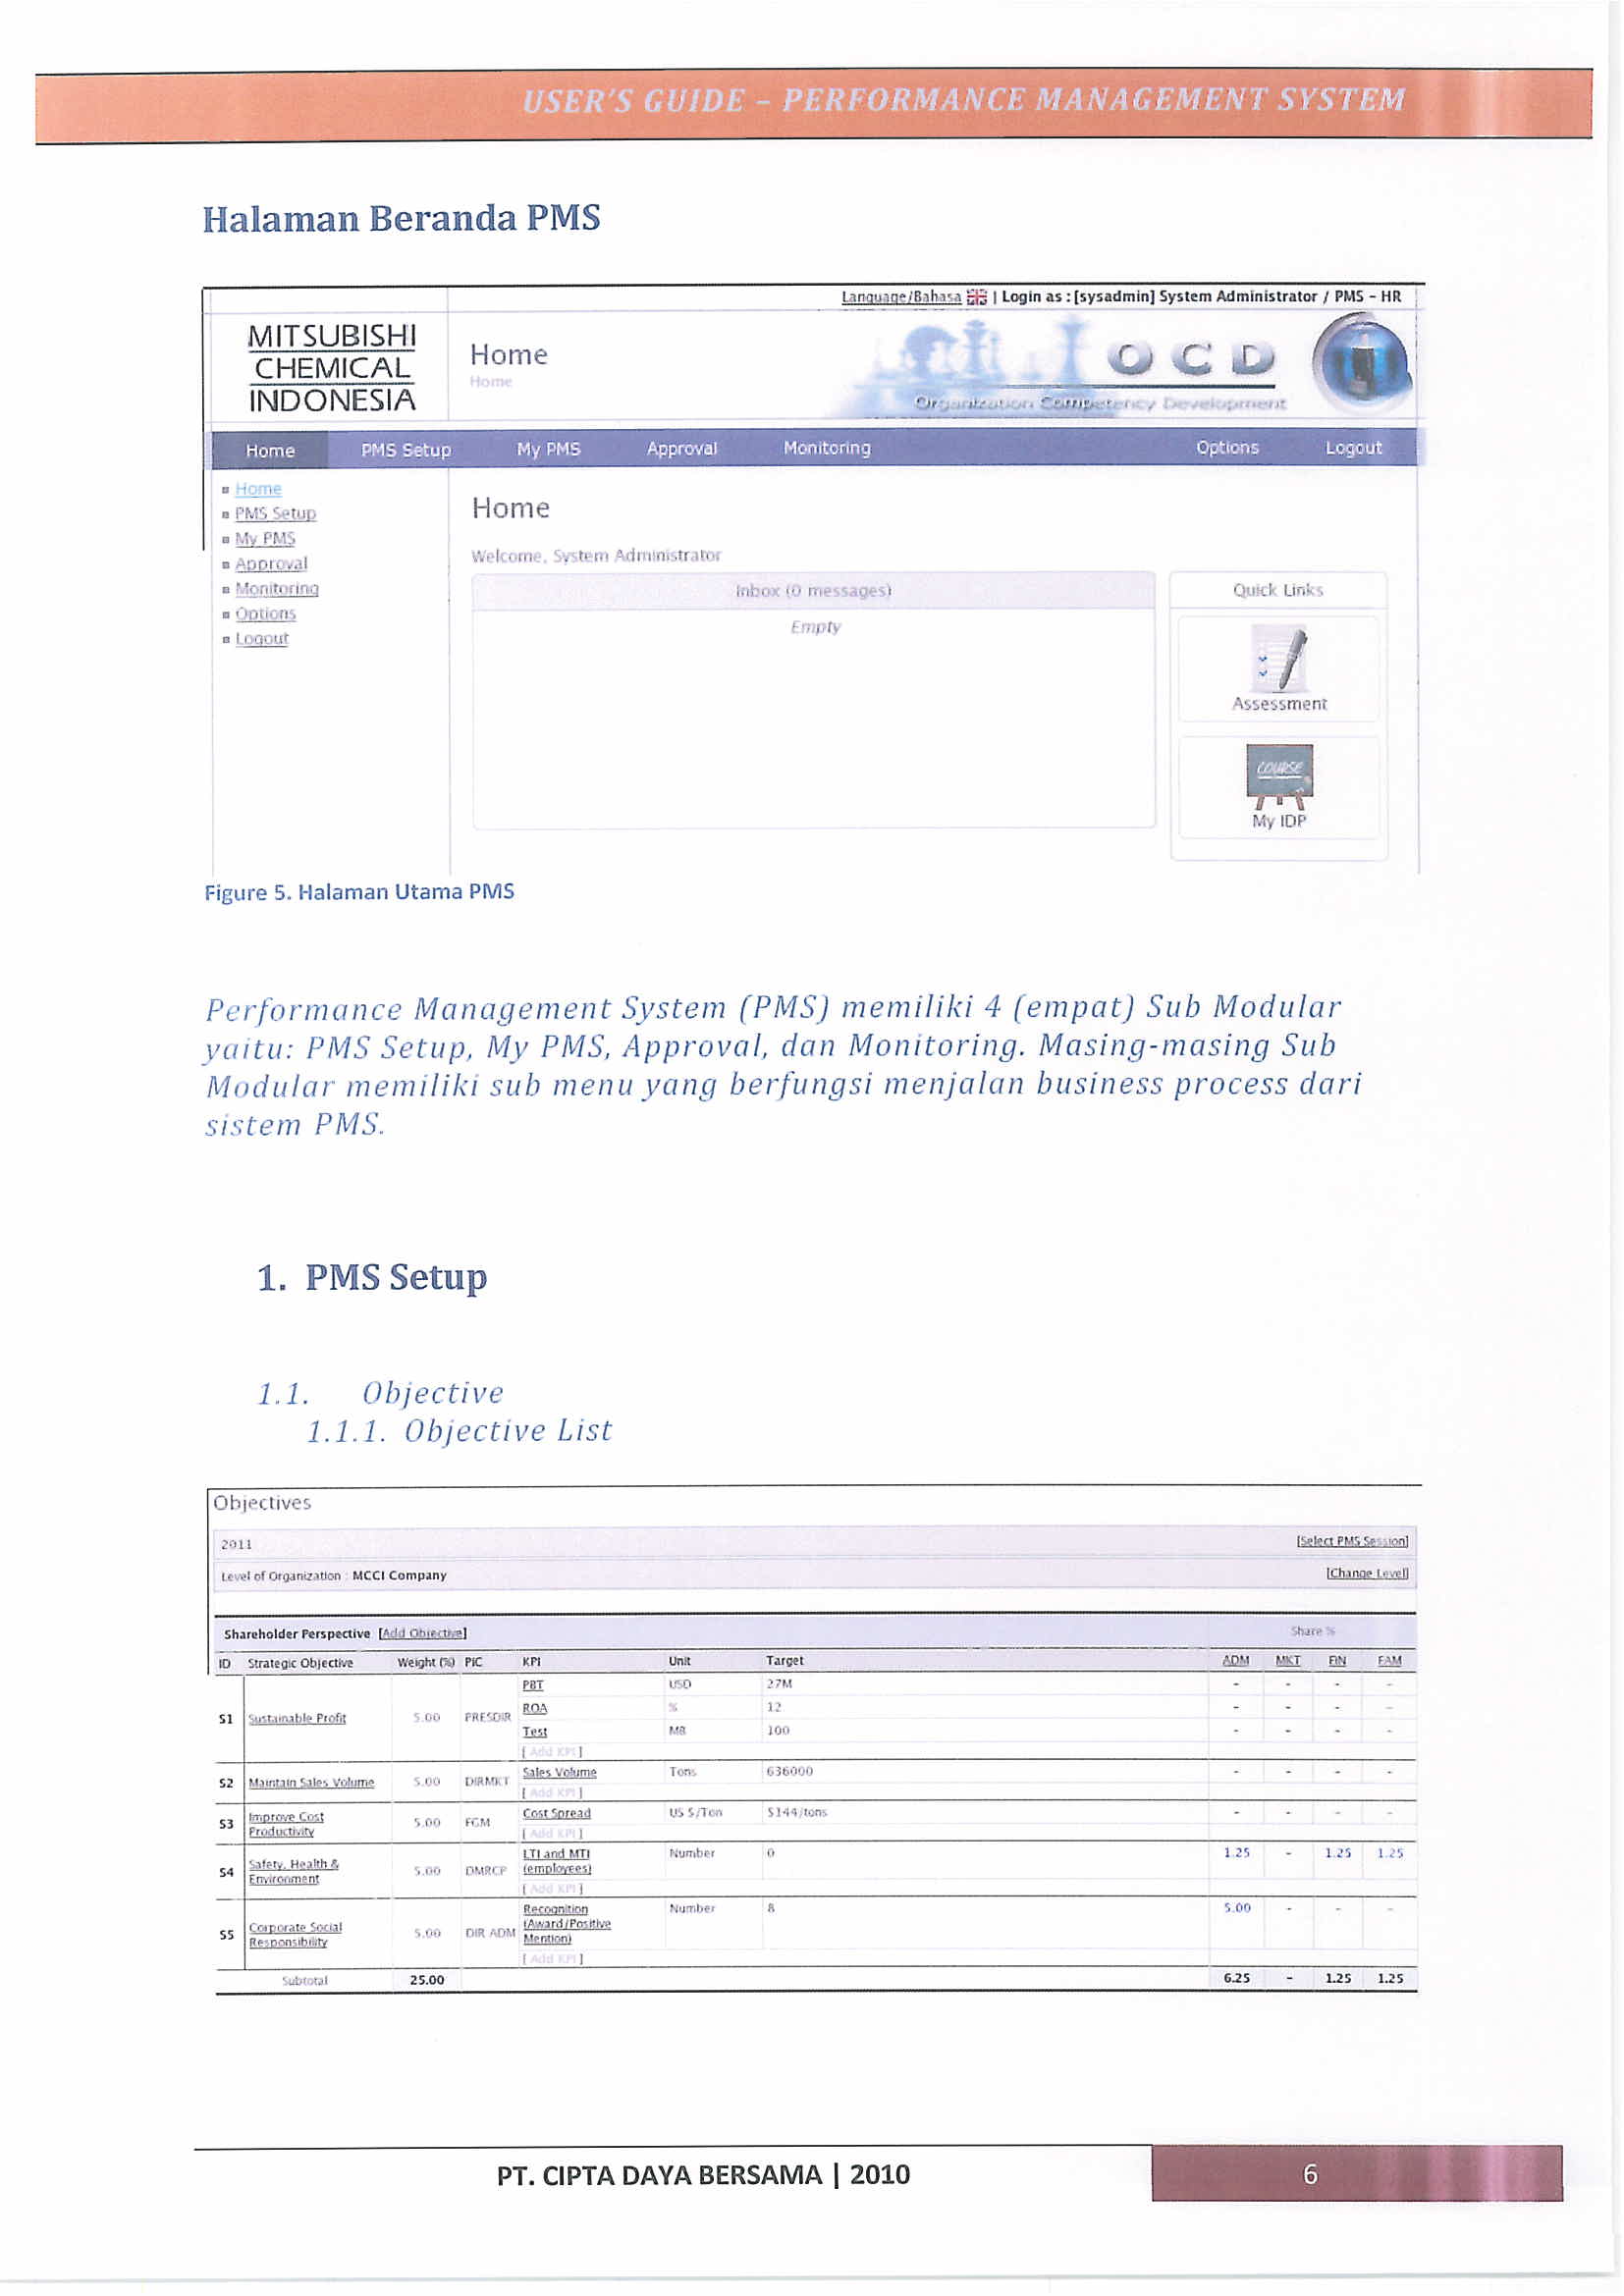 USER'S GUIDE – PERFORMANCE MANAGEMENT SYSTEM
Halaman Beranda PMS
Language/Bahasa | Login as : [sysadmin] System Administrator / PMS - HR
MITSUBISHI
CHEMICAL
INDONESIA
Home
Home
OCD
Organization Competency Development
Home PMS Setup My PMS Approval Monitoring Options Logout
Home
PMS Setup
My PMS
Approval
Monitoring
Options
Logout
Home
Welcome, System Administrator
Inbox (0 messages)
Empty
Quick Links
Assessment
COURSE
My IDP
Figure 5. Halaman Utama PMS
Performance Management System (PMS) memiliki 4 (empat) Sub Modular
yaitu: PMS Setup, My PMS, Approval, dan Monitoring. Masing-masing Sub
Modular memiliki sub menu yang berfungsi menjalan business process dari
sistem PMS.
1. PMS Setup
1.1. Objective
1.1.1. Objective List
Objectives
2011 [Select PMS Session]
Level of Organization : MCCI Company [Change Level]
Shareholder Perspective [Add Objective] Share %
ID Strategic Objective Weight (%) PIC KPI Unit Target ADM MKT FIN FAM
PBT USD 27M - - - -
S1 Sustainable Profit 5.00 PRESDIR ROA % 12 - - - -
Test MB 100 - - - -
[ Add KPI ]
S2 Maintain Sales Volume 5.00 DIRMKT Sales Volume Tons 636000 - - - -
[ Add KPI ]
S3 Improve Cost Productivity 5.00 FGM Cost Spread US $/Ton $144/tons - - - -
[ Add KPI ]
S4 Safety, Health & Environment 5.00 DMRCP LTI and MTI (employees) Number 0 1.25 - 1.25 1.25
[ Add KPI ]
S5 Corporate Social Responsibility 5.00 DIR ADM Recognition (Award/Positive Mention) Number 8 5.00 - - -
[ Add KPI ]
Subtotal 25.00 6.25 - 1.25 1.25
PT. CIPTA DAYA BERSAMA | 2010 6